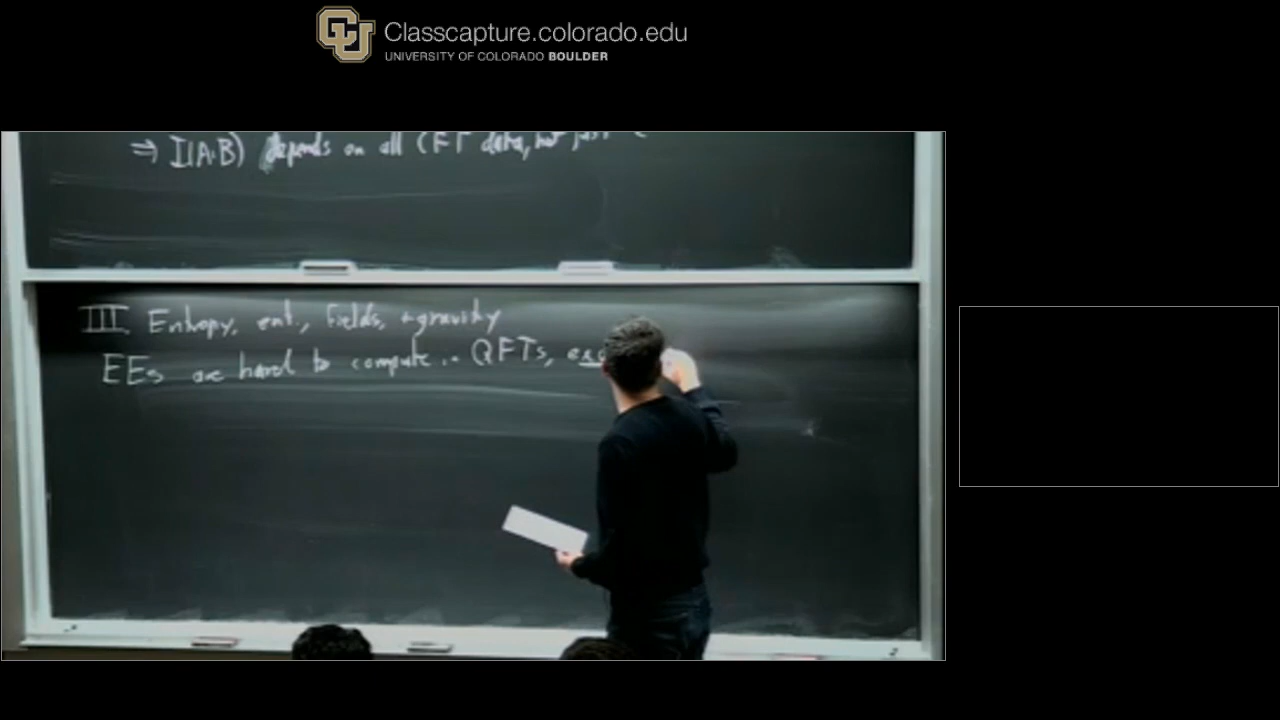 Classcapture.colorado.edu
UNIVERSITY OF COLORADO BOULDER
⇒ I(A:B) depends on all CFT data, not just c
III. Entropy, ent., fields, + gravity
EEs are hard to compute in QFTs, exc